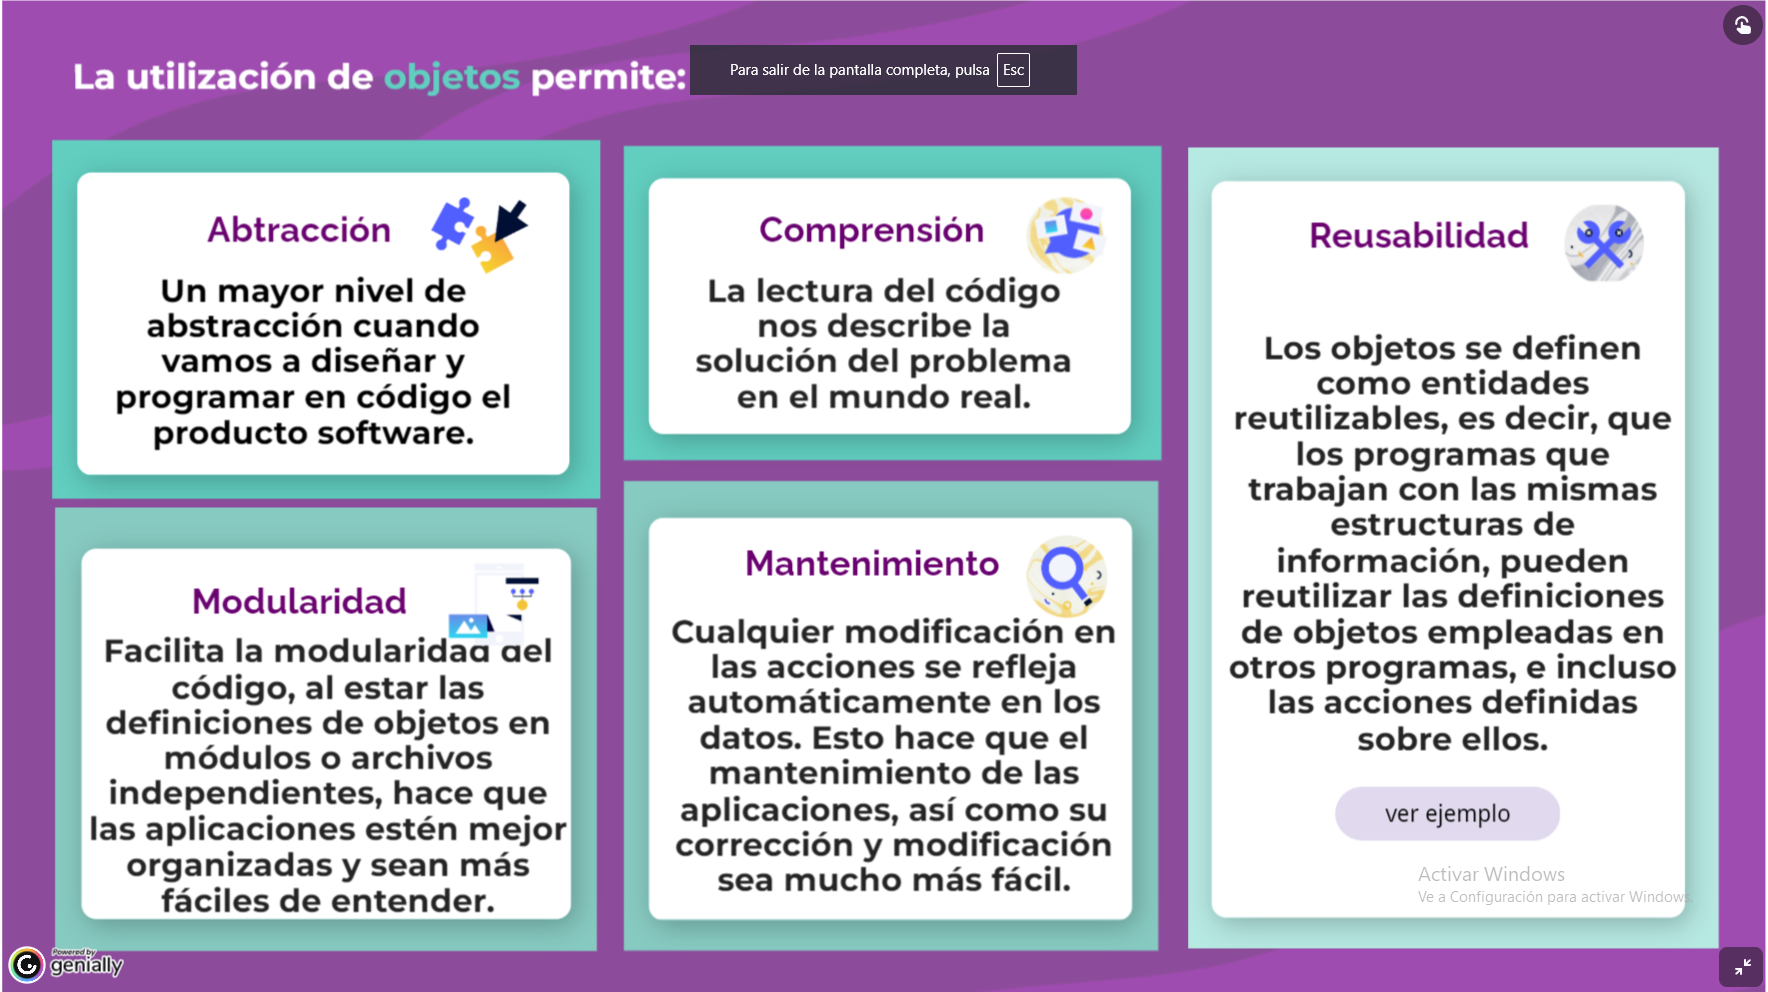 La utilización de objetos permite:
Para salir de la pantalla completa, pulsa Esc
Abtracción
Un mayor nivel de
abstracción cuando
vamos a diseñar y
programar en código el
producto software.
Comprensión
La lectura del código
nos describe la
solución del problema
en el mundo real.
Reusabilidad
Los objetos se definen
como entidades
reutilizables, es decir, que
los programas que
trabajan con las mismas
estructuras de
información, pueden
reutilizar las definiciones
de objetos empleadas en
otros programas, e incluso
las acciones definidas
sobre ellos.
ver ejemplo
Modularidad
Facilita la modularidad del
código, al estar las
definiciones de objetos en
módulos o archivos
independientes, hace que
las aplicaciones estén mejor
organizadas y sean más
fáciles de entender.
Mantenimiento
Cualquier modificación en
las acciones se refleja
automáticamente en los
datos. Esto hace que el
mantenimiento de las
aplicaciones, así como su
corrección y modificación
sea mucho más fácil.
Activar Windows
Ve a Configuración para activar Windows.
Powered by
genially